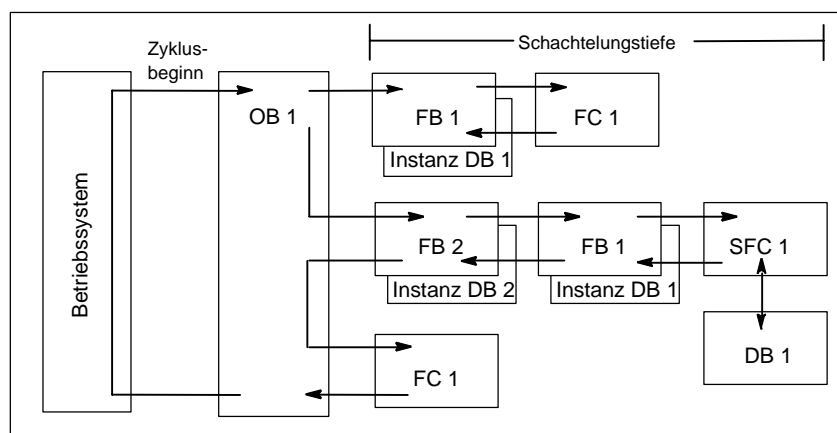 Zyklus-
beginn
Schachtelungstiefe
Betriebssystem
OB 1
FB 1
FC 1
Instanz DB 1
FB 2
FB 1
SFC 1
Instanz DB 2
Instanz DB 1
FC 1
DB 1